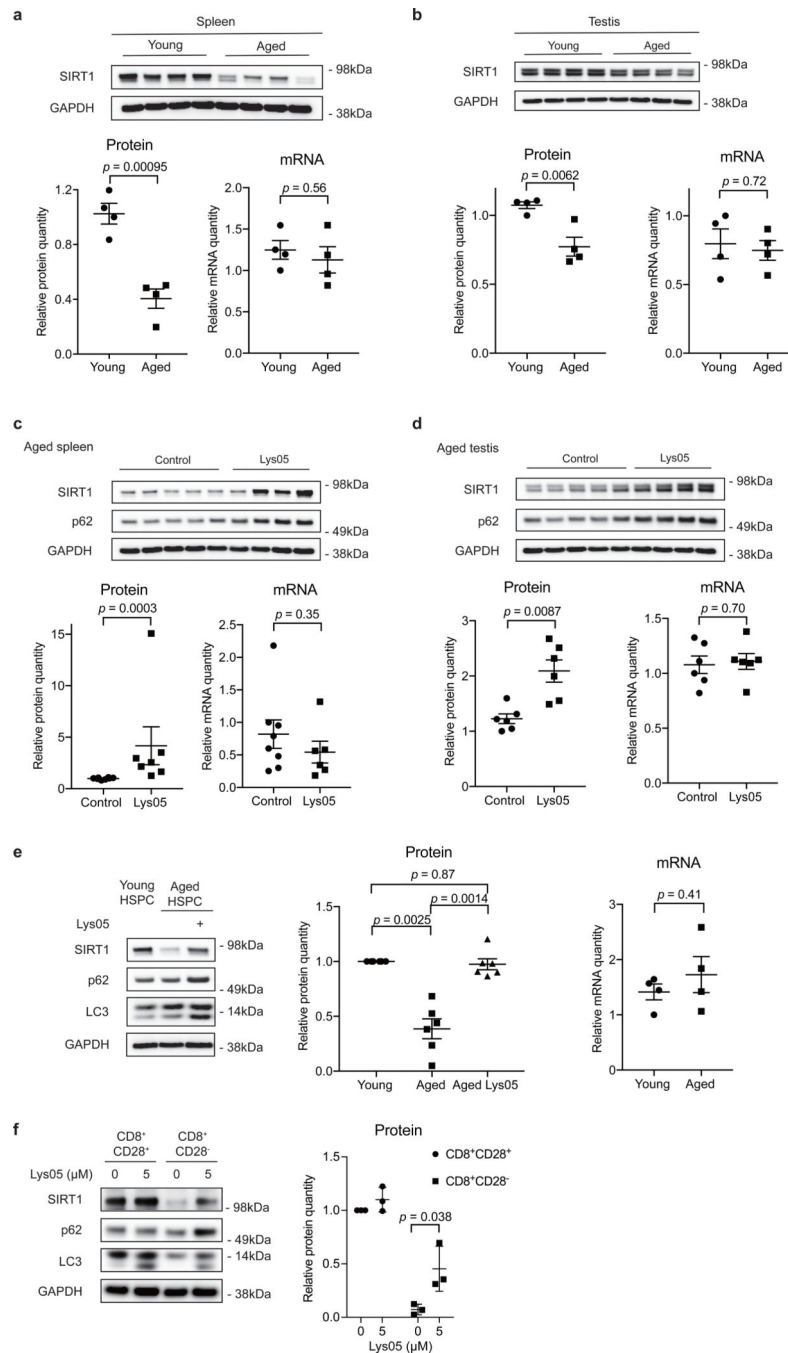 a
Spleen
Young Aged
SIRT1
- 98kDa
GAPDH
- 38kDa
Protein
p = 0.00095
Relative protein quantity
1.2
0.8
0.4
0.0
Young Aged
mRNA
p = 0.56
Relative mRNA quantity
2.0
1.5
1.0
0.5
0.0
Young Aged
b
Testis
Young Aged
SIRT1
- 98kDa
GAPDH
- 38kDa
Protein
p = 0.0062
Relative protein quantity
1.0
0.5
0.0
Young Aged
mRNA
p = 0.72
Relative mRNA quantity
1.5
1.0
0.5
0.0
Young Aged
c
Aged spleen
Control Lys05
SIRT1
- 98kDa
p62
- 49kDa
GAPDH
- 38kDa
Protein
p = 0.0003
Relative protein quantity
15
10
5
0
Control Lys05
mRNA
p = 0.35
Relative mRNA quantity
2.5
2.0
1.5
1.0
0.5
0.0
Control Lys05
d
Aged testis
Control Lys05
SIRT1
- 98kDa
p62
- 49kDa
GAPDH
- 38kDa
Protein
p = 0.0087
Relative protein quantity
3
2
1
0
Control Lys05
mRNA
p = 0.70
Relative mRNA quantity
1.5
1.0
0.5
0.0
Control Lys05
e
Young Aged
HSPC HSPC
Lys05 +
SIRT1
- 98kDa
p62
- 49kDa
LC3
- 14kDa
GAPDH
- 38kDa
Protein
p = 0.87
p = 0.0014
p = 0.0025
Relative protein quantity
1.5
1.0
0.5
0.0
Young Aged Aged Lys05
mRNA
p = 0.41
Relative mRNA quantity
3
2
1
0
Young Aged
f
CD8+ CD8+
CD28+ CD28-
Lys05 (µM) 0 5 0 5
SIRT1
- 98kDa
p62
- 49kDa
LC3
- 14kDa
GAPDH
- 38kDa
Protein
CD8+CD28+
CD8+CD28-
p = 0.038
Relative protein quantity
1.5
1.0
0.5
0.0
0 5 0 5
Lys05 (µM)